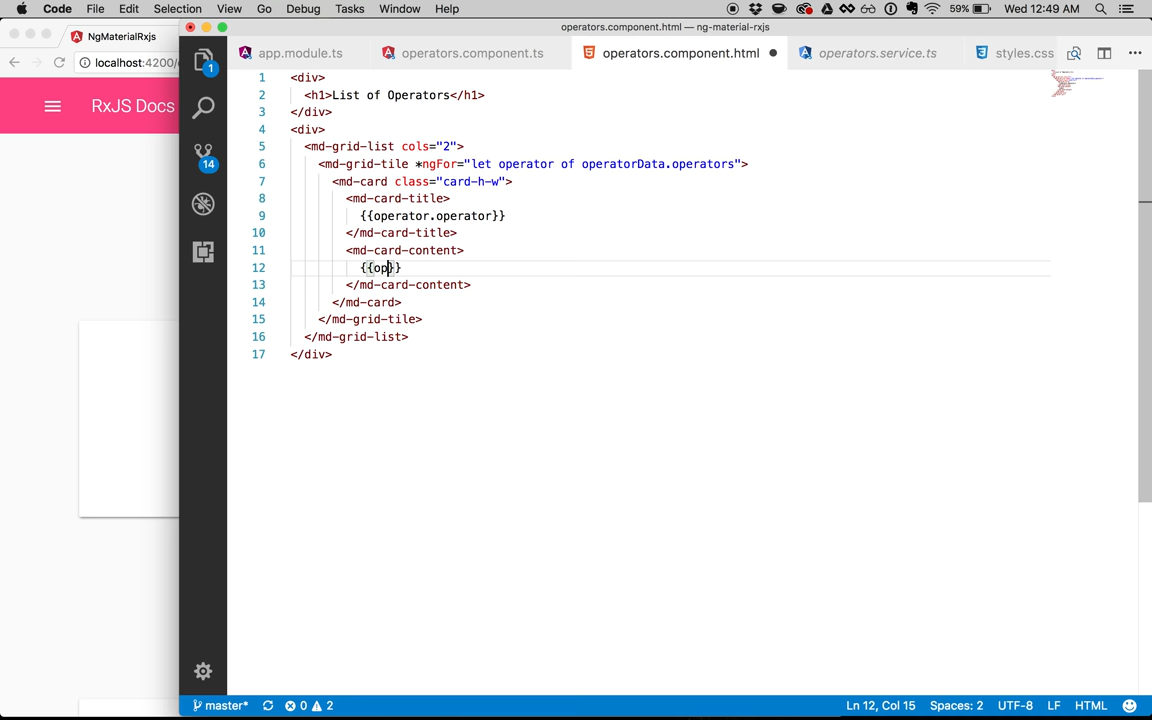 Code File Edit Selection View Go Debug Tasks Window Help 59% Wed 12:49 AM
operators.component.html — ng-material-rxjs
NgMaterialRxjs
app.module.ts operators.component.ts operators.component.html operators.service.ts styles.css
localhost:4200/
RxJS Docs
1 <div>
2 <h1>List of Operators</h1>
3 </div>
4 <div>
5 <md-grid-list cols="2">
6 <md-grid-tile *ngFor="let operator of operatorData.operators">
7 <md-card class="card-h-w">
8 <md-card-title>
9 {{operator.operator}}
10 </md-card-title>
11 <md-card-content>
12 {{op}}
13 </md-card-content>
14 </md-card>
15 </md-grid-tile>
16 </md-grid-list>
17 </div>
1
14
master* 0 2 Ln 12, Col 15 Spaces: 2 UTF-8 LF HTML